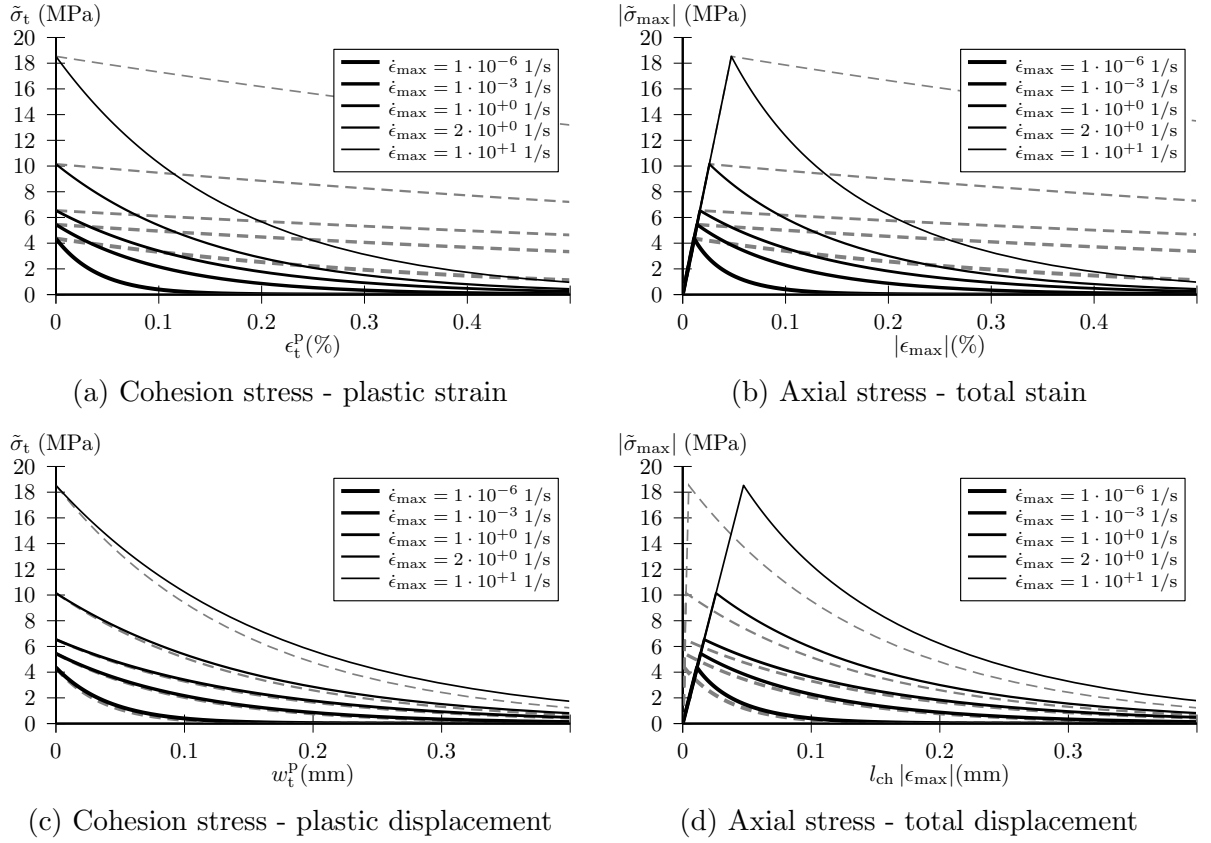 σ̃t (MPa)
20
18
16
14
12
10
8
6
4
2
0
0 0.1 0.2 0.3 0.4
ϵtᵖ(%)
ϵ̇max = 1 · 10⁻⁶ 1/s
ϵ̇max = 1 · 10⁻³ 1/s
ϵ̇max = 1 · 10⁺⁰ 1/s
ϵ̇max = 2 · 10⁺⁰ 1/s
ϵ̇max = 1 · 10⁺¹ 1/s
(a) Cohesion stress - plastic strain
|σ̃max| (MPa)
20
18
16
14
12
10
8
6
4
2
0
0 0.1 0.2 0.3 0.4
|ϵmax|(%)
ϵ̇max = 1 · 10⁻⁶ 1/s
ϵ̇max = 1 · 10⁻³ 1/s
ϵ̇max = 1 · 10⁺⁰ 1/s
ϵ̇max = 2 · 10⁺⁰ 1/s
ϵ̇max = 1 · 10⁺¹ 1/s
(b) Axial stress - total stain
σ̃t (MPa)
20
18
16
14
12
10
8
6
4
2
0
0 0.1 0.2 0.3
wtᵖ(mm)
ϵ̇max = 1 · 10⁻⁶ 1/s
ϵ̇max = 1 · 10⁻³ 1/s
ϵ̇max = 1 · 10⁺⁰ 1/s
ϵ̇max = 2 · 10⁺⁰ 1/s
ϵ̇max = 1 · 10⁺¹ 1/s
(c) Cohesion stress - plastic displacement
|σ̃max| (MPa)
20
18
16
14
12
10
8
6
4
2
0
0 0.1 0.2 0.3
lch |ϵmax|(mm)
ϵ̇max = 1 · 10⁻⁶ 1/s
ϵ̇max = 1 · 10⁻³ 1/s
ϵ̇max = 1 · 10⁺⁰ 1/s
ϵ̇max = 2 · 10⁺⁰ 1/s
ϵ̇max = 1 · 10⁺¹ 1/s
(d) Axial stress - total displacement